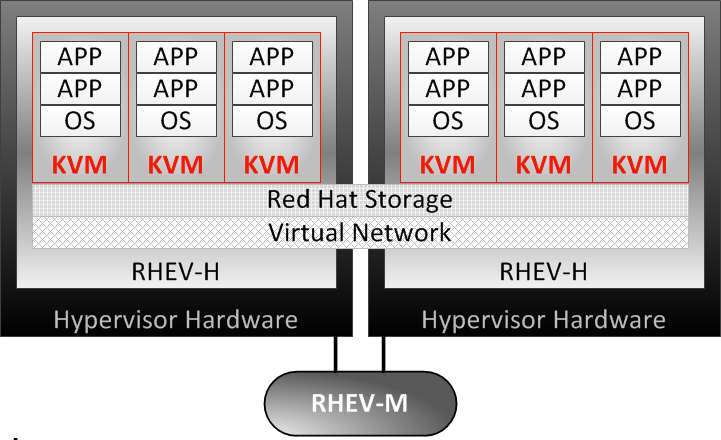 APP APP APP APP APP APP
APP APP APP APP APP APP
OS OS OS OS OS OS
KVM KVM KVM KVM KVM KVM
Red Hat Storage
Virtual Network
RHEV-H RHEV-H
Hypervisor Hardware Hypervisor Hardware
RHEV-M